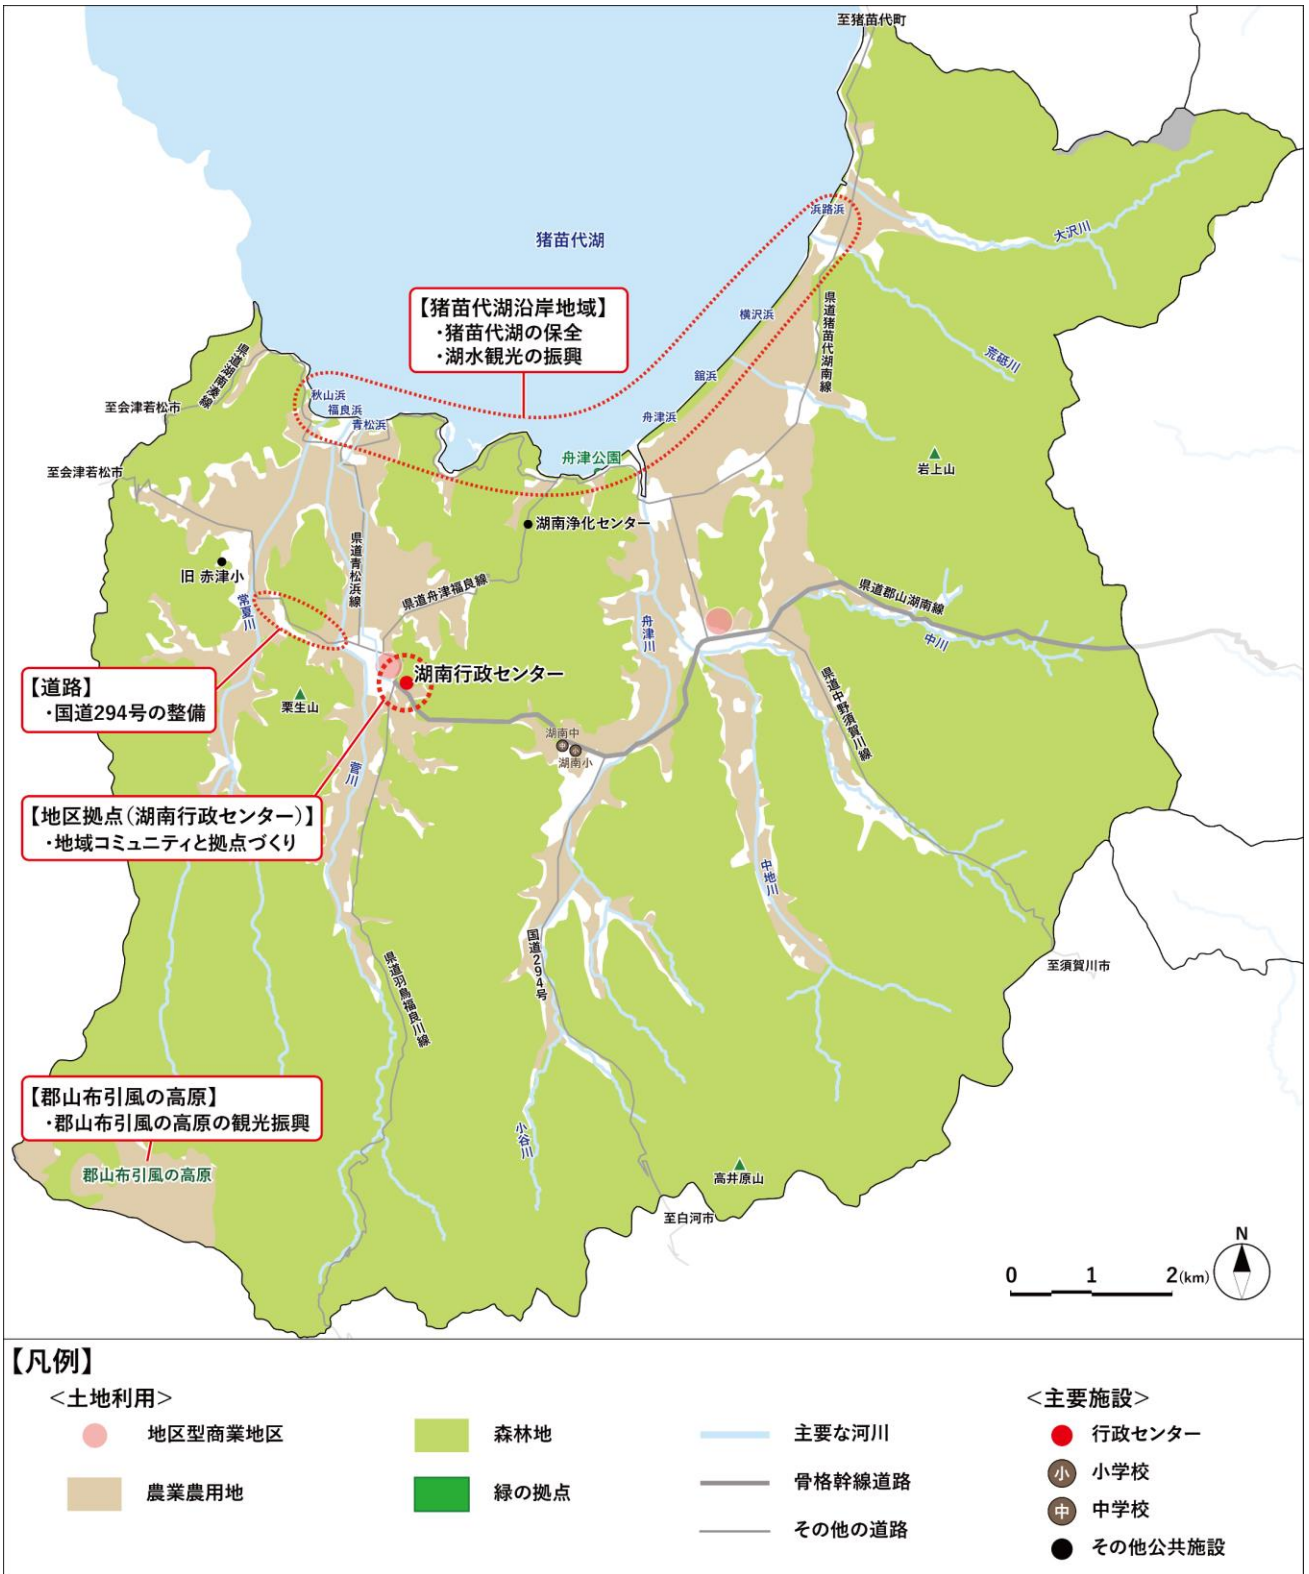 至猪苗代町
浜路浜
大沢川
猪苗代湖
【猪苗代湖沿岸地域】
・猪苗代湖の保全
・湖水観光の振興
横沢浜
県道猪苗代湖南線
荒砥川
県道湖南湊線
舘浜
秋山浜
至会津若松市
福良浜
青松浜
舟津浜
舟津公園
岩上山
至会津若松市
湖南浄化センター
旧 赤津小
県道青松浜線
県道舟津福良線
県道郡山湖南線
常夏川
舟津川
中川
【道路】
・国道294号の整備
湖南行政センター
栗生山
県道中野須賀川線
湖南中
中
小
湖南小
菅川
【地区拠点(湖南行政センター)】
・地域コミュニティと拠点づくり
中地川
国道294号
県道羽鳥福良線
川
至須賀川市
【郡山布引風の高原】
・郡山布引風の高原の観光振興
小谷川
郡山布引風の高原
高井原山
至白河市
N
0 1 2(km)
【凡例】
<土地利用>
地区型商業地区
農業農用地
森林地
緑の拠点
主要な河川
骨格幹線道路
その他の道路
<主要施設>
行政センター
小 小学校
中 中学校
その他公共施設